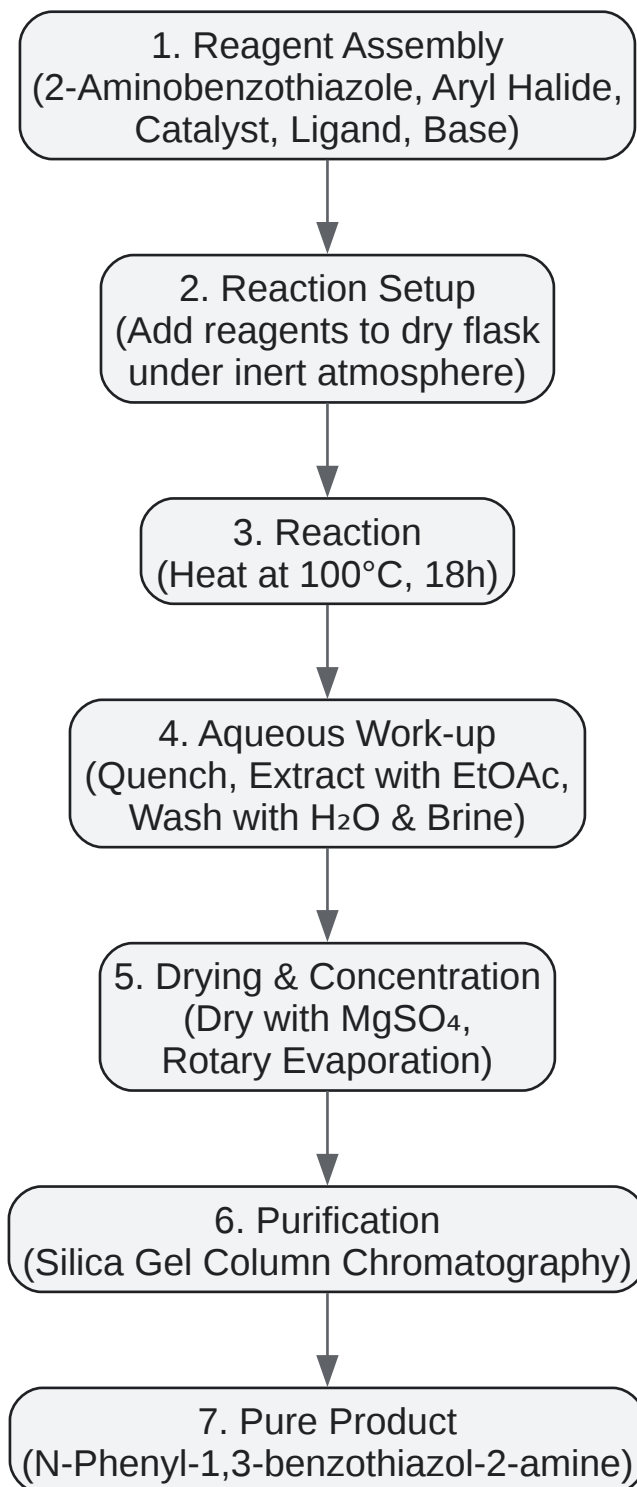 1. Reagent Assembly
(2-Aminobenzothiazole, Aryl Halide,
Catalyst, Ligand, Base)
2. Reaction Setup
(Add reagents to dry flask
under inert atmosphere)
3. Reaction
(Heat at 100°C, 18h)
4. Aqueous Work-up
(Quench, Extract with EtOAc,
Wash with H₂O & Brine)
5. Drying & Concentration
(Dry with MgSO₄,
Rotary Evaporation)
6. Purification
(Silica Gel Column Chromatography)
7. Pure Product
(N-Phenyl-1,3-benzothiazol-2-amine)